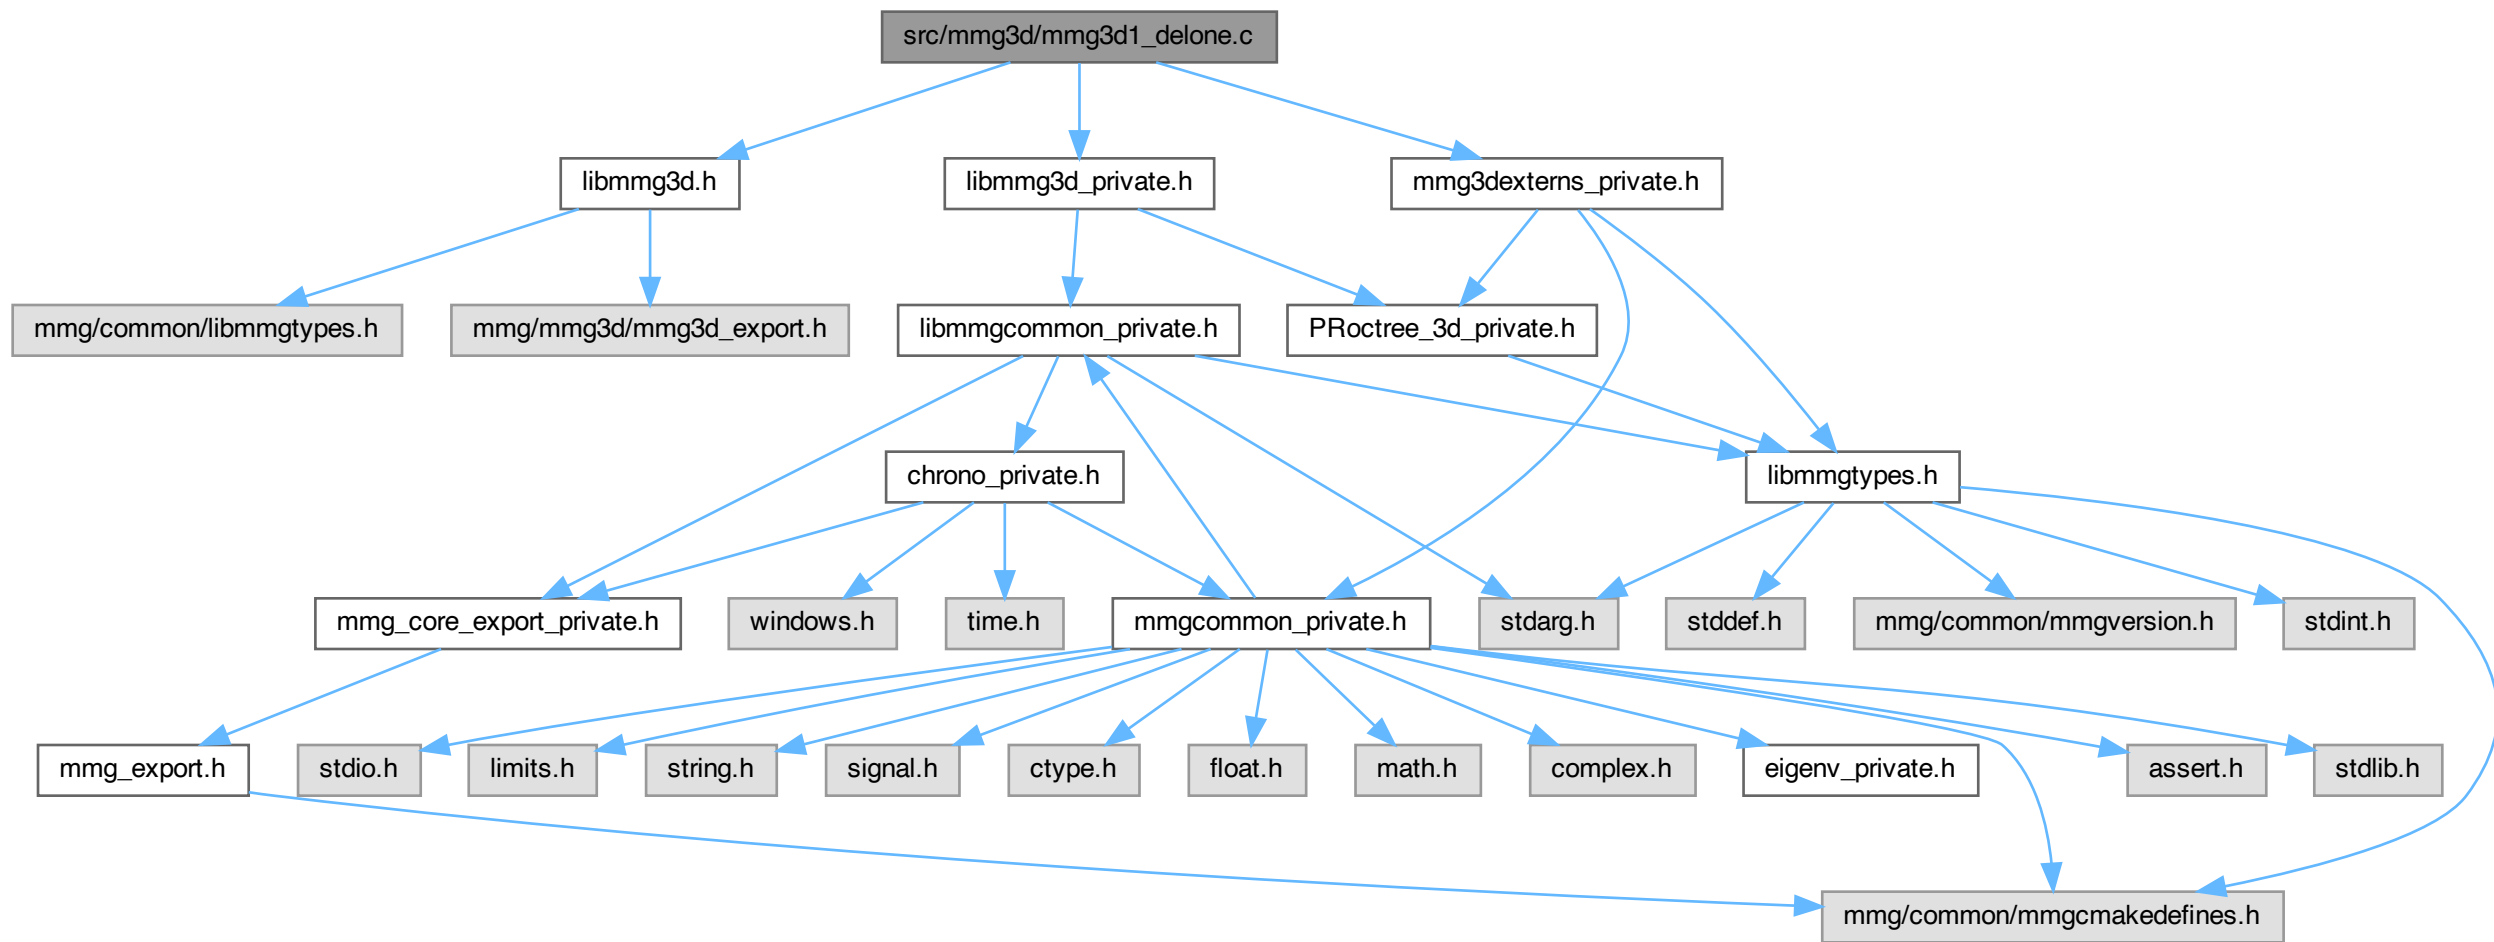 src/mmg3d/mmg3d1_delone.c
libmmg3d.h
libmmg3d_private.h
mmg3dexterns_private.h
mmg/common/libmmgtypes.h
mmg/mmg3d/mmg3d_export.h
libmmgcommon_private.h
PRoctree_3d_private.h
chrono_private.h
libmmgtypes.h
mmg_core_export_private.h
windows.h
time.h
mmgcommon_private.h
stdarg.h
stddef.h
mmg/common/mmgversion.h
stdint.h
mmg_export.h
stdio.h
limits.h
string.h
signal.h
ctype.h
float.h
math.h
complex.h
eigenv_private.h
assert.h
stdlib.h
mmg/common/mmgcmakedefines.h